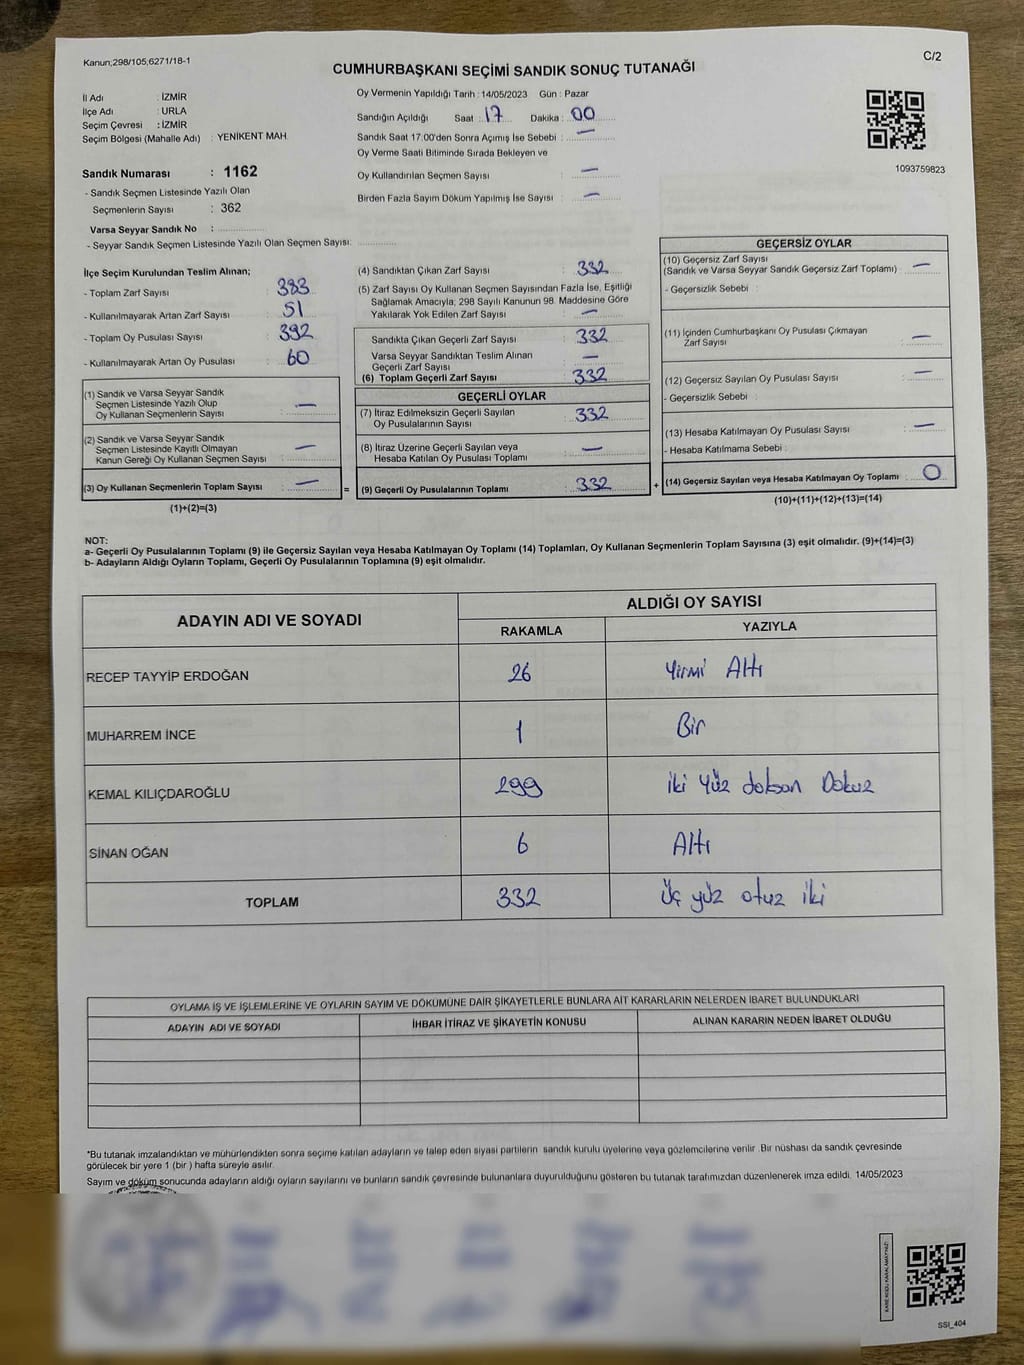 Kanun;298/105;6271/18-1
C/2
CUMHURBAŞKANI SEÇİMİ SANDIK SONUÇ TUTANAĞI
İl Adı : İZMİR
İlçe Adı : URLA
Seçim Çevresi : İZMİR
Seçim Bölgesi (Mahalle Adı) : YENİKENT MAH.
Sandık Numarası : 1162
- Sandık Seçmen Listesinde Yazılı Olan
Seçmenlerin Sayısı : 362
Varsa Seyyar Sandık No :
- Seyyar Sandık Seçmen Listesinde Yazılı Olan Seçmen Sayısı:
Oy Vermenin Yapıldığı Tarih : 14/05/2023 Gün : Pazar
Sandığın Açıldığı Saat : 17 Dakika : 00
Sandık Saat 17.00'den Sonra Açımış İse Sebebi : —
Oy Verme Saati Bitiminde Sırada Bekleyen ve
Oy Kullandırılan Seçmen Sayısı : —
Birden Fazla Sayım Döküm Yapılmış İse Sayısı : —
1093759823
İlçe Seçim Kurulundan Teslim Alınan;
- Toplam Zarf Sayısı : 383
- Kullanılmayarak Artan Zarf Sayısı : 51
- Toplam Oy Pusulası Sayısı : 392
- Kullanılmayarak Artan Oy Pusulası : 60
(1) Sandık ve Varsa Seyyar Sandık
Seçmen Listesinde Yazılı Olup
Oy Kullanan Seçmenlerin Sayısı : —
(2) Sandık ve Varsa Seyyar Sandık
Seçmen Listesinde Kayıtlı Olmayan
Kanun Gereği Oy Kullanan Seçmen Sayısı : —
(3) Oy Kullanan Seçmenlerin Toplam Sayısı : — =
(1)+(2)=(3)
(4) Sandıktan Çıkan Zarf Sayısı : 332
(5) Zarf Sayısı Oy Kullanan Seçmen Sayısından Fazla İse, Eşitliği
Sağlamak Amacıyla; 298 Sayılı Kanunun 98. Maddesine Göre
Yakılarak Yok Edilen Zarf Sayısı : —
Sandıkta Çıkan Geçerli Zarf Sayısı : 332
Varsa Seyyar Sandıktan Teslim Alınan
Geçerli Zarf Sayısı : —
(6) Toplam Geçerli Zarf Sayısı : 332
GEÇERLİ OYLAR
(7) İtiraz Edilmeksizin Geçerli Sayılan
Oy Pusulalarının Sayısı : 332
(8) İtiraz Üzerine Geçerli Sayılan veya
Hesaba Katılan Oy Pusulası Toplamı : —
(9) Geçerli Oy Pusulalarının Toplamı : 332 +
GEÇERSİZ OYLAR
(10) Geçersiz Zarf Sayısı
(Sandık ve Varsa Seyyar Sandık Geçersiz Zarf Toplamı) : —
- Geçersizlik Sebebi :
(11) İçinden Cumhurbaşkanı Oy Pusulası Çıkmayan
Zarf Sayısı : —
(12) Geçersiz Sayılan Oy Pusulası Sayısı : —
- Geçersizlik Sebebi :
(13) Hesaba Katılmayan Oy Pusulası Sayısı : —
- Hesaba Katılmama Sebebi :
(14) Geçersiz Sayılan veya Hesaba Katılmayan Oy Toplamı : 0
(10)+(11)+(12)+(13)=(14)
NOT:
a- Geçerli Oy Pusulalarının Toplamı (9) ile Geçersiz Sayılan veya Hesaba Katılmayan Oy Toplamı (14) Toplamları, Oy Kullanan Seçmenlerin Toplam Sayısına (3) eşit olmalıdır. (9)+(14)=(3)
b- Adayların Aldığı Oyların Toplamı, Geçerli Oy Pusulalarının Toplamına (9) eşit olmalıdır.
ADAYIN ADI VE SOYADI ALDIĞI OY SAYISI
RAKAMLA YAZIYLA
RECEP TAYYİP ERDOĞAN 26 Yirmi Altı
MUHARREM İNCE 1 Bir
KEMAL KILIÇDAROĞLU 299 iki Yüz doksan Dokuz
SİNAN OĞAN 6 Altı
TOPLAM 332 Üç yüz otuz iki
OYLAMA İŞ VE İŞLEMLERİNE VE OYLARIN SAYIM VE DÖKÜMÜNE DAİR ŞİKAYETLERLE BUNLARA AİT KARARLARIN NELERDEN İBARET BULUNDUKLARI
ADAYIN ADI VE SOYADI İHBAR İTİRAZ VE ŞİKAYETİN KONUSU ALINAN KARARIN NEDEN İBARET OLDUĞU
*Bu tutanak imzalandıktan ve mühürlendikten sonra seçime katılan adayların ve talep eden siyasi partilerin sandık kurulu üyelerine veya gözlemcilerine verilir. Bir nüshası da sandık çevresinde
görülecek bir yere 1 (bir ) hafta süreyle asılır.
Sayım ve döküm sonucunda adayların aldığı oyların sayılarını ve bunların sandık çevresinde bulunanlara duyurulduğunu gösteren bu tutanak tarafımızdan düzenlenerek imza edildi. 14/05/2023
KARE KODU KARALAMAYINIZ!
SSI_404